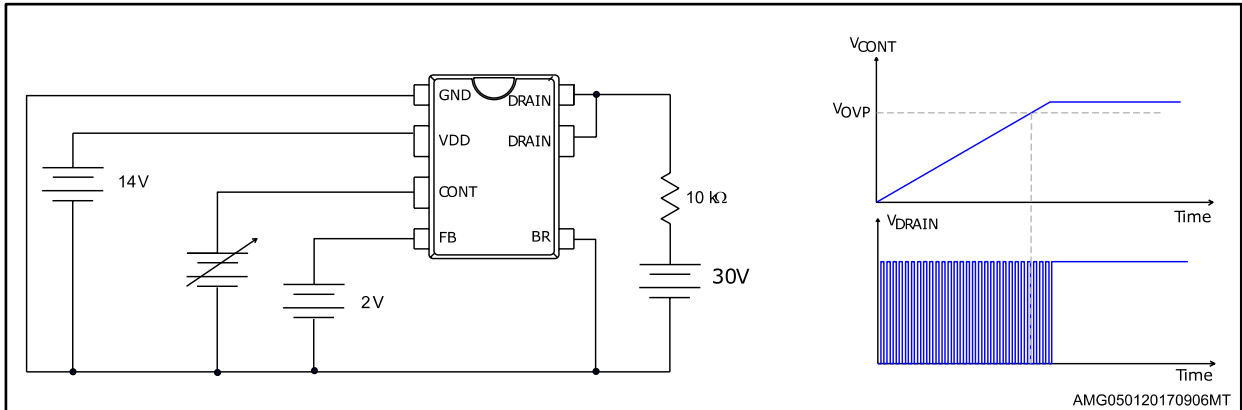 GND
DRAIN
VDD
DRAIN
CONT
FB
BR
14V
2V
10 kΩ
30V
VCONT
VOVP
Time
VDRAIN
Time
AMG050120170906MT